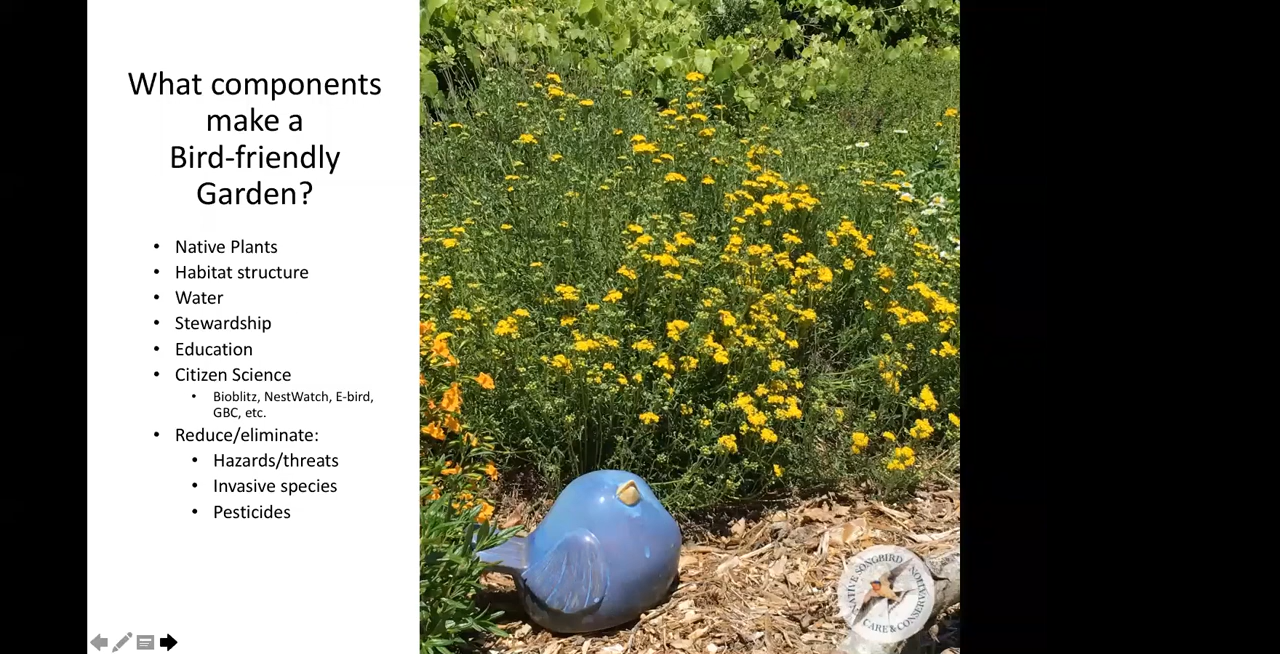 What components
make a
Bird-friendly
Garden?
• Native Plants
• Habitat structure
• Water
• Stewardship
• Education
• Citizen Science
• Bioblitz, NestWatch, E-bird,
GBC, etc.
• Reduce/eliminate:
• Hazards/threats
• Invasive species
• Pesticides
NATIVE SONGBIRD
CARE & CONSERVATION